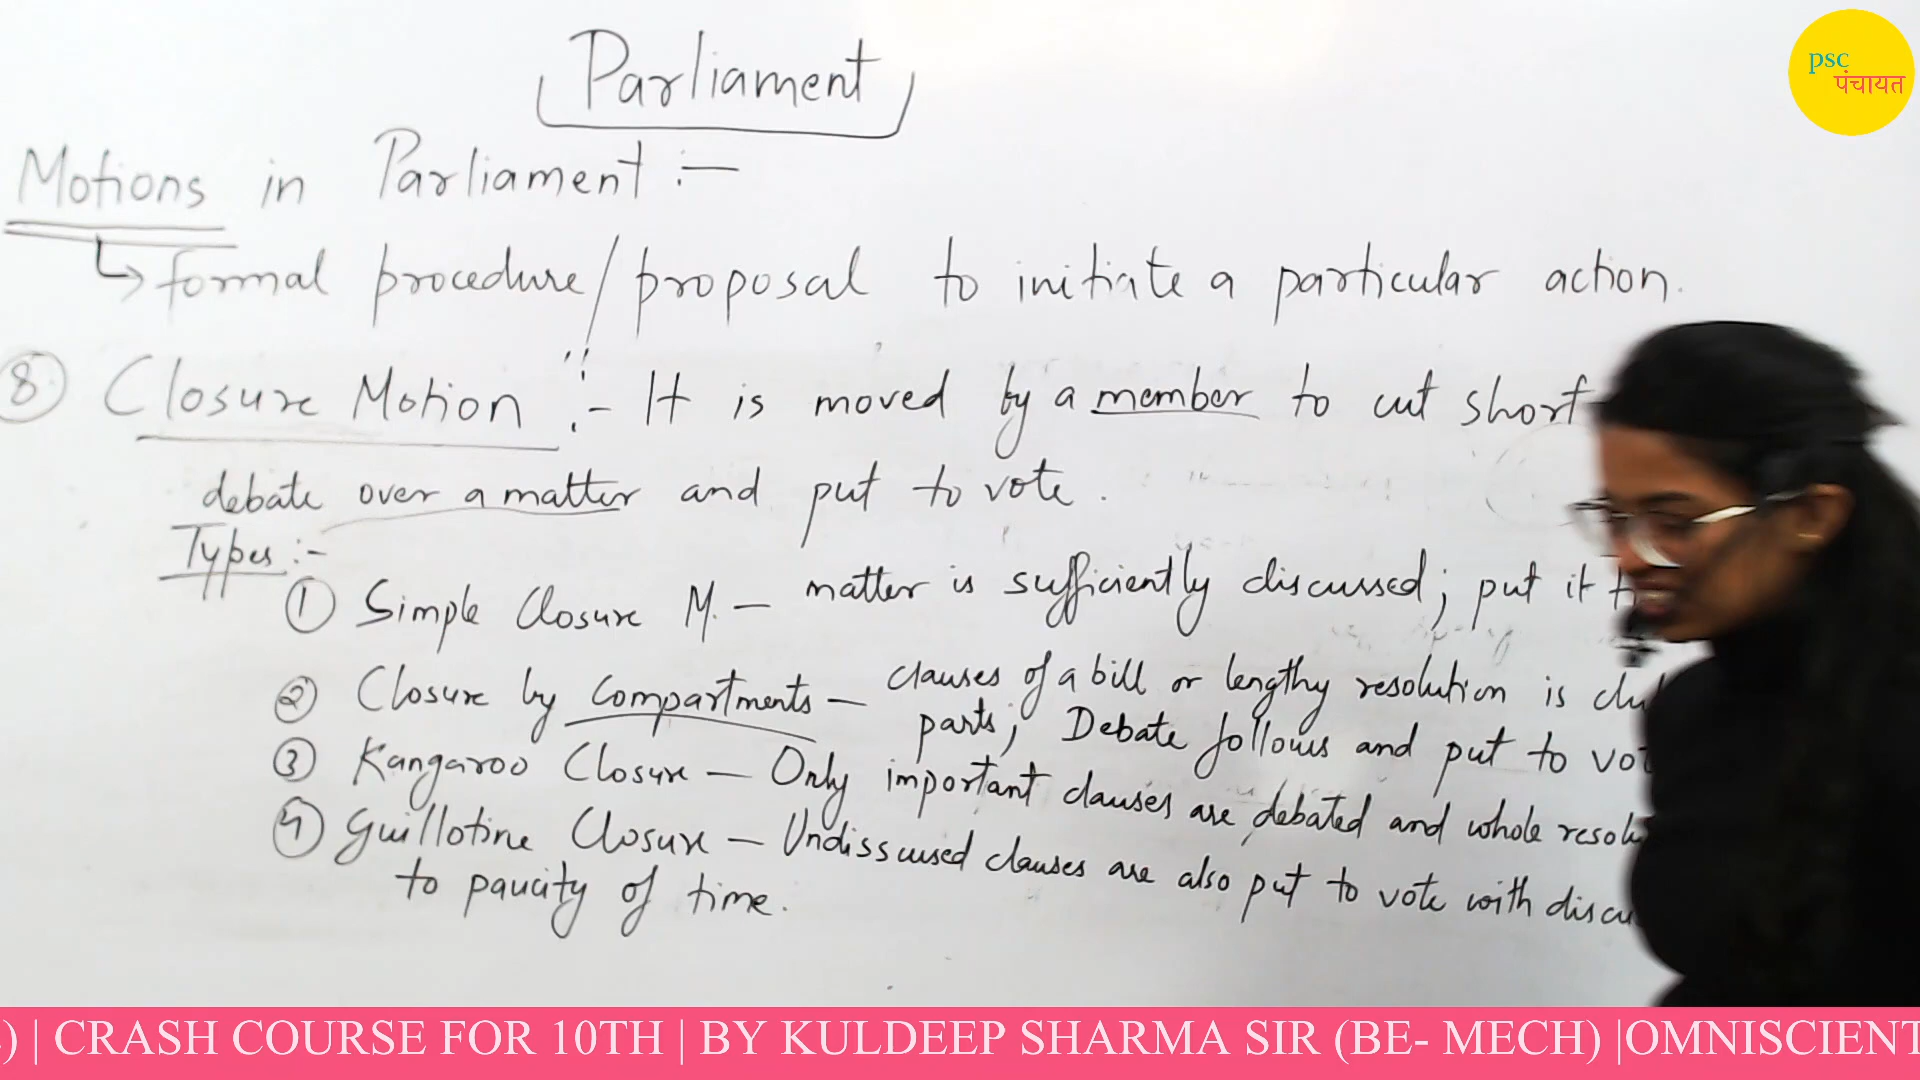 Parliament
psc
पंचायत
Motions in Parliament :-
↳ formal procedure/proposal to initiate a particular action.
⑧ Closure Motion :- It is moved by a member to cut short
debate over a matter and put to vote.
Types :-
① Simple Closure M. - matter is sufficiently discussed; put it
② Closure by Compartments - clauses of a bill or lengthy resolution is
parts; Debate follows and put to
③ Kangaroo Closure - Only important clauses are debated and whole
④ Guillotine Closure - Undiscussed clauses are also put to vote with
to paucity of time.
) | CRASH COURSE FOR 10TH | BY KULDEEP SHARMA SIR (BE- MECH) |OMNISCIENT